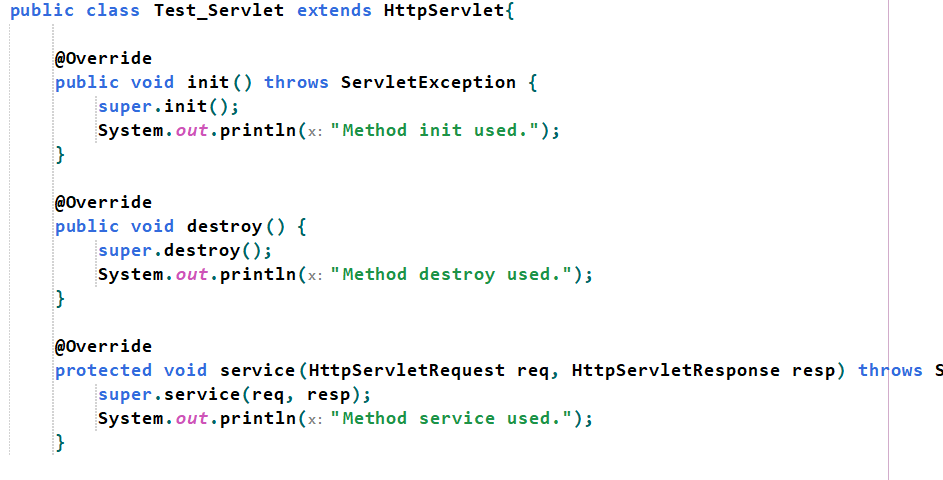 public class Test_Servlet extends HttpServlet{
@Override
public void init() throws ServletException {
super.init();
System.out.println(x: "Method init used.");
}
@Override
public void destroy() {
super.destroy();
System.out.println(x: "Method destroy used.");
}
@Override
protected void service(HttpServletRequest req, HttpServletResponse resp) throws S
super.service(req, resp);
System.out.println(x: "Method service used.");
}